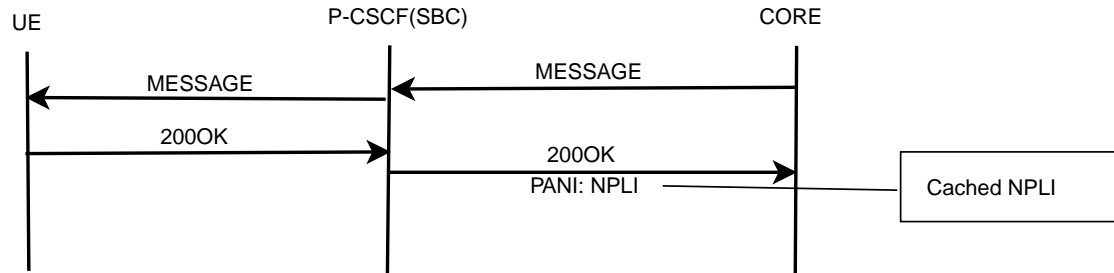 UE
P-CSCF(SBC)
CORE
MESSAGE
MESSAGE
200OK
200OK
PANI: NPLI
Cached NPLI